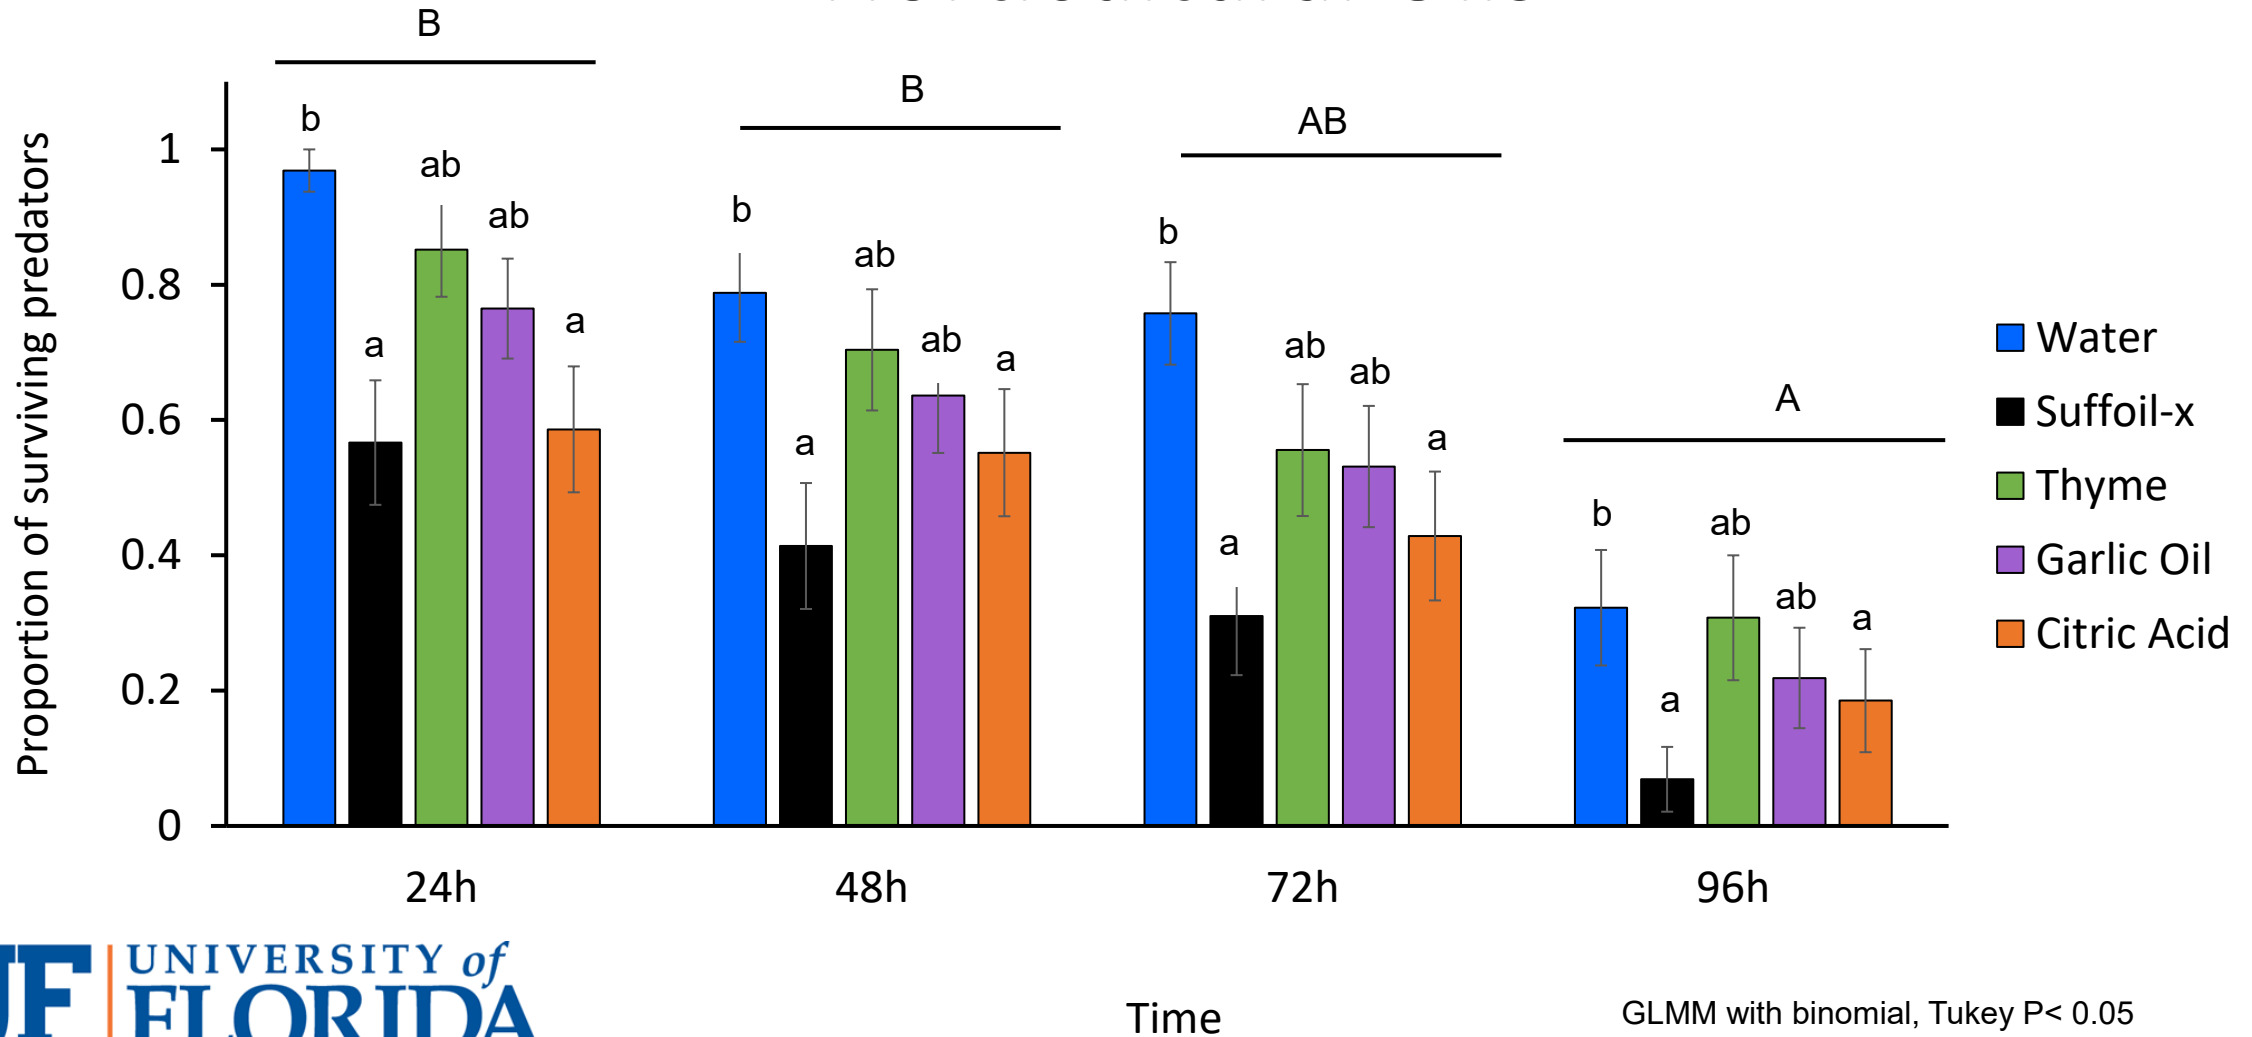 B
B
AB
A
b
a
ab
ab
a
b
a
ab
ab
a
b
a
ab
ab
a
b
a
ab
ab
a
Proportion of surviving predators
1
0.8
0.6
0.4
0.2
0
24h
48h
72h
96h
Time
Water
Suffoil-x
Thyme
Garlic Oil
Citric Acid
UF
UNIVERSITY of
FLORIDA
GLMM with binomial, Tukey P< 0.05